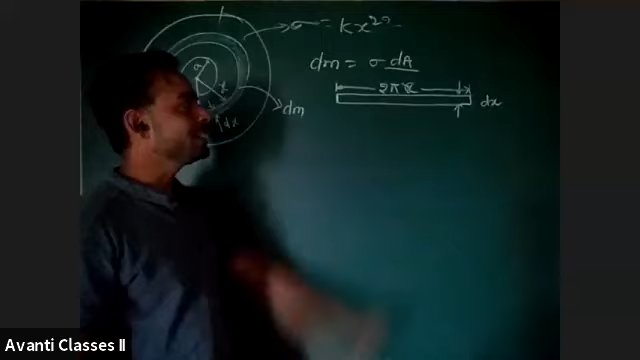 σ = kx²
dm = σ dA
a
x
2πx
dx
dm
dx
Avanti Classes II